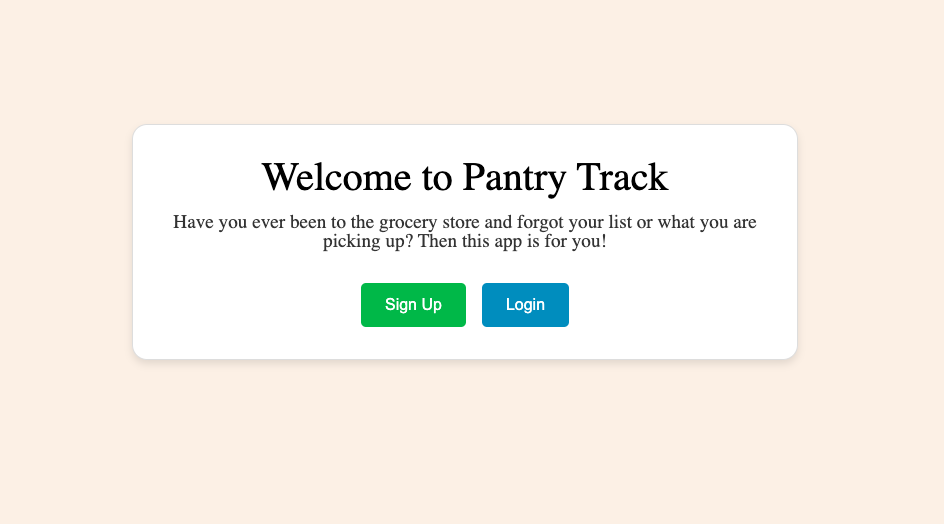 Welcome to Pantry Track
Have you ever been to the grocery store and forgot your list or what you are
picking up? Then this app is for you!
Sign Up
Login